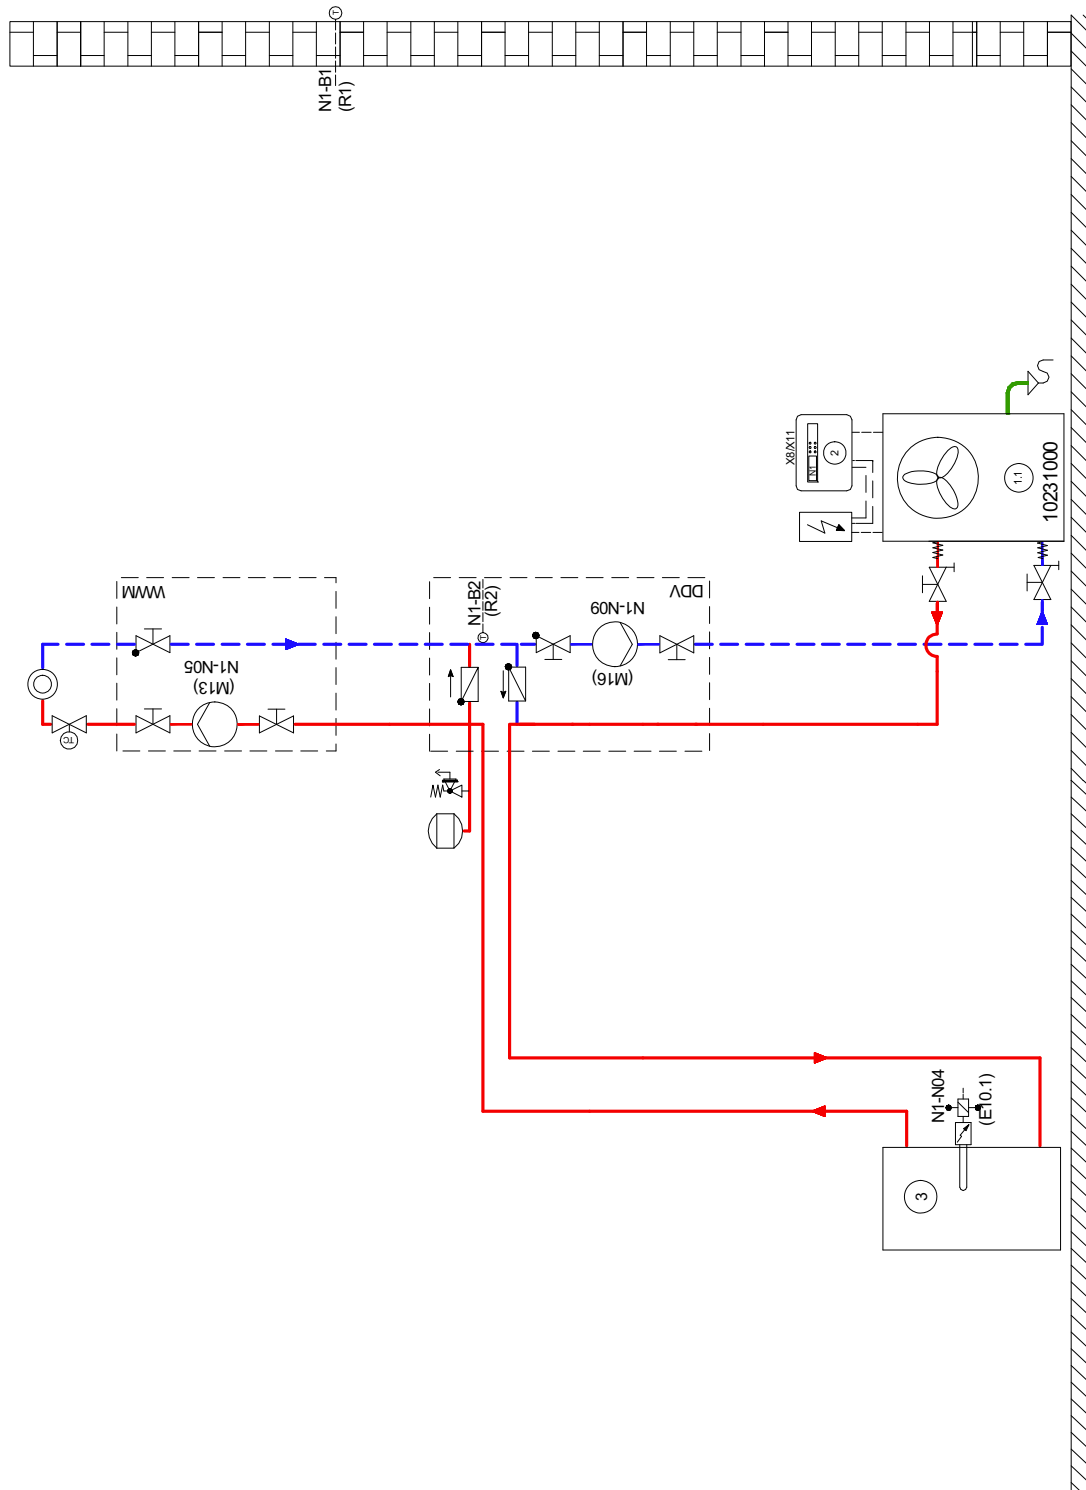 N1-B1
(R1)
X8/X11
N1
2
1.1
10231000
WWM
N1-N05
(M13)
TC
N1-B2
(R2)
T
T
DDV
N1-N09
(M16)
N1-N04
(E10.1)
3